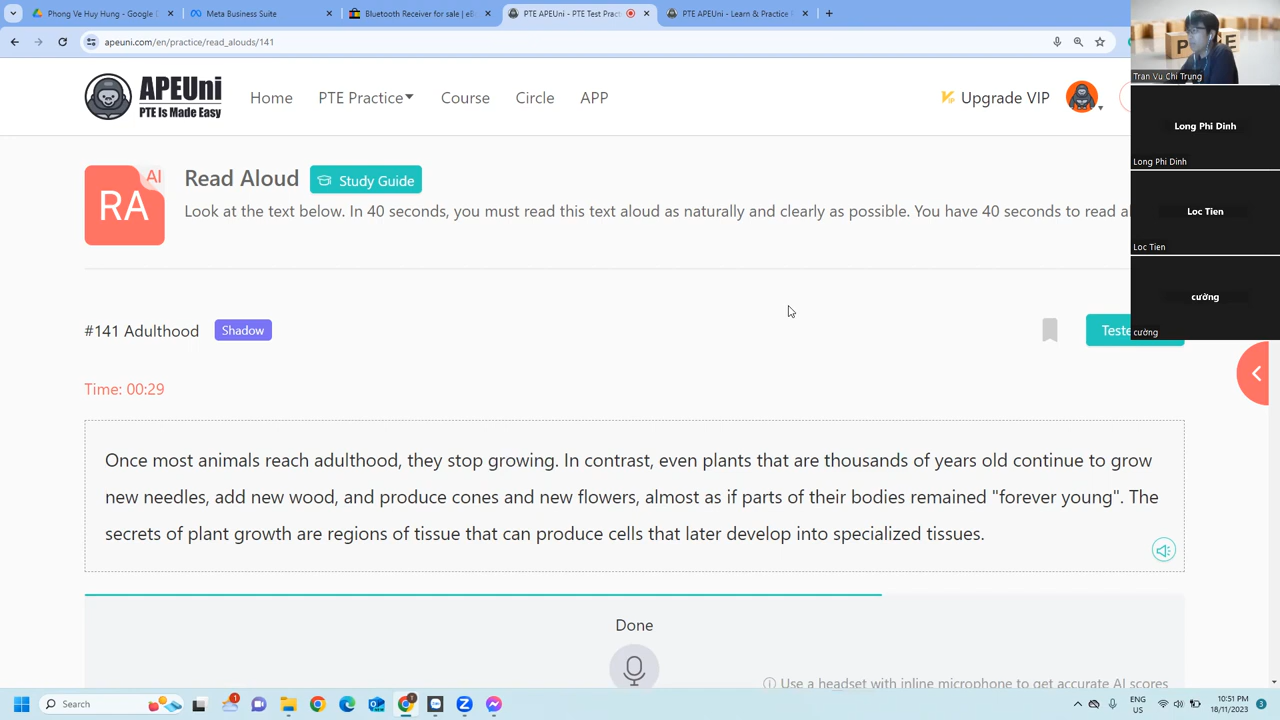 Phong Ve Huy Hung - Google D
Meta Business Suite
Bluetooth Receiver for sale | eB
PTE APEUni - PTE Test Prac
PTE APEUni - Learn & Practice P
apeuni.com/en/practice/read_alouds/141
APEUni
PTE Is Made Easy
Home
PTE Practice
Course
Circle
APP
Upgrade VIP
Tran Vu Chi Trung
Long Phi Dinh
Long Phi Dinh
Loc Tien
Loc Tien
cường
cường
RA
AI
Read Aloud
Study Guide
Look at the text below. In 40 seconds, you must read this text aloud as naturally and clearly as possible. You have 40 seconds to read al
#141 Adulthood
Shadow
Teste
Time: 00:29
Once most animals reach adulthood, they stop growing. In contrast, even plants that are thousands of years old continue to grow
new needles, add new wood, and produce cones and new flowers, almost as if parts of their bodies remained "forever young". The
secrets of plant growth are regions of tissue that can produce cells that later develop into specialized tissues.
Done
Use a headset with inline microphone to get accurate AI scores
Search
ENG
US
10:51 PM
18/11/2023